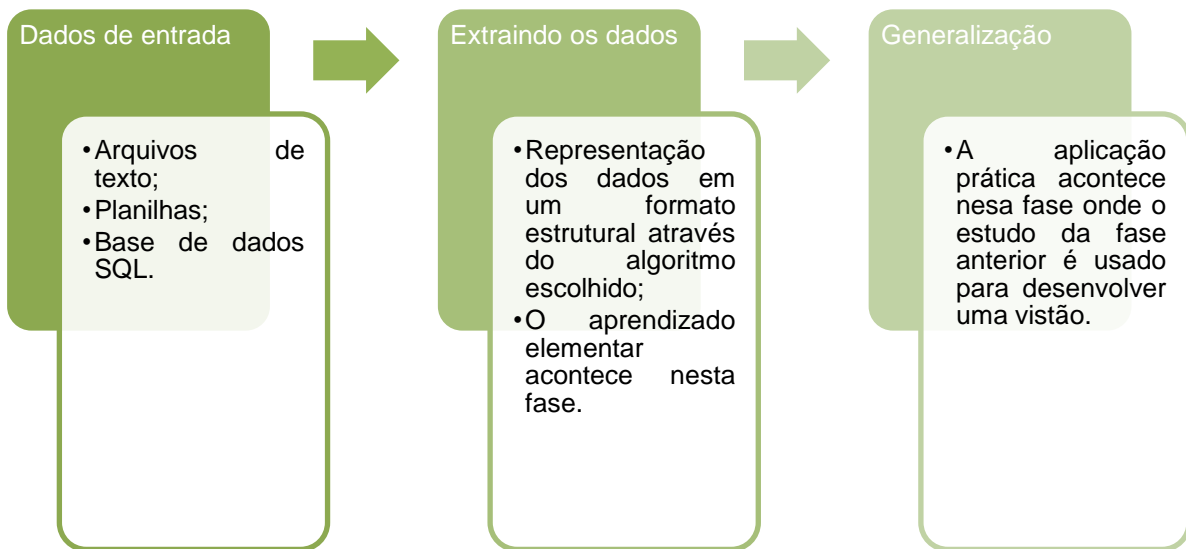 Dados de entrada
•Arquivos de
texto;
•Planilhas;
•Base de dados
SQL.
Extraindo os dados
•Representação
dos dados em
um formato
estrutural através
do algoritmo
escolhido;
•O aprendizado
elementar
acontece nesta
fase.
Generalização
•A aplicação
prática acontece
nesa fase onde o
estudo da fase
anterior é usado
para desenvolver
uma vistão.